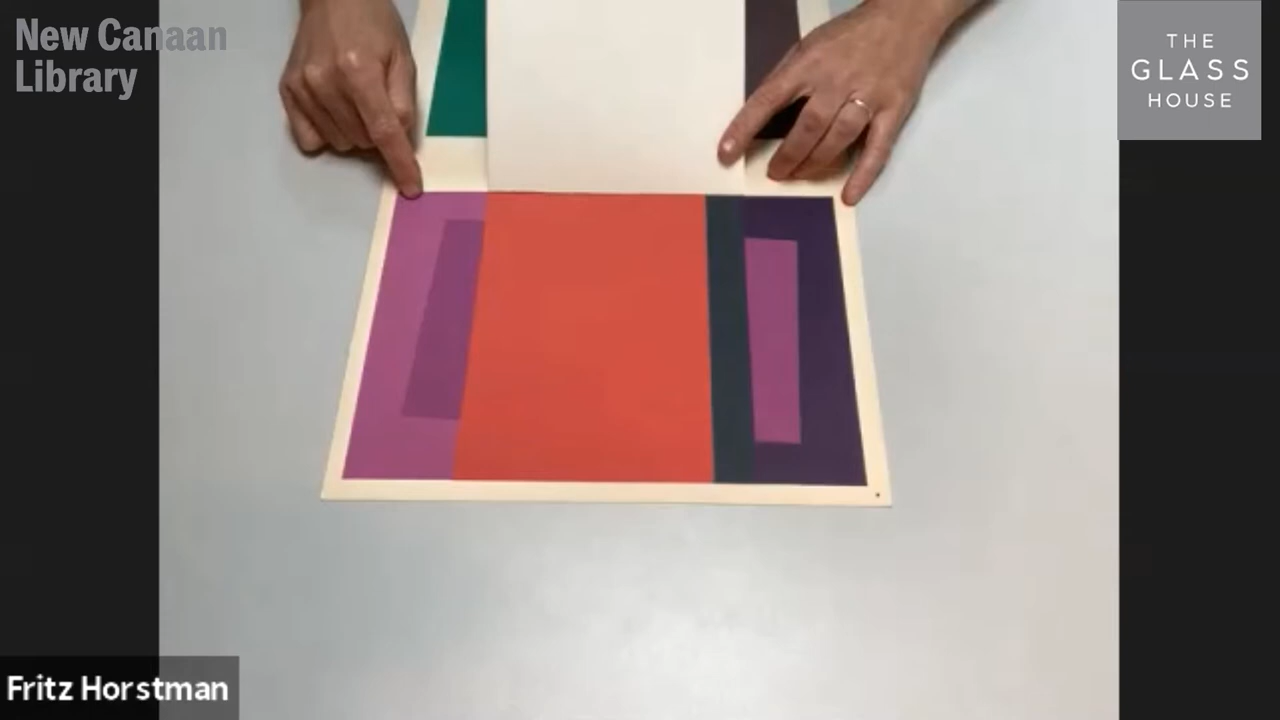 New Canaan
Library
THE
GLASS
HOUSE
Fritz Horstman